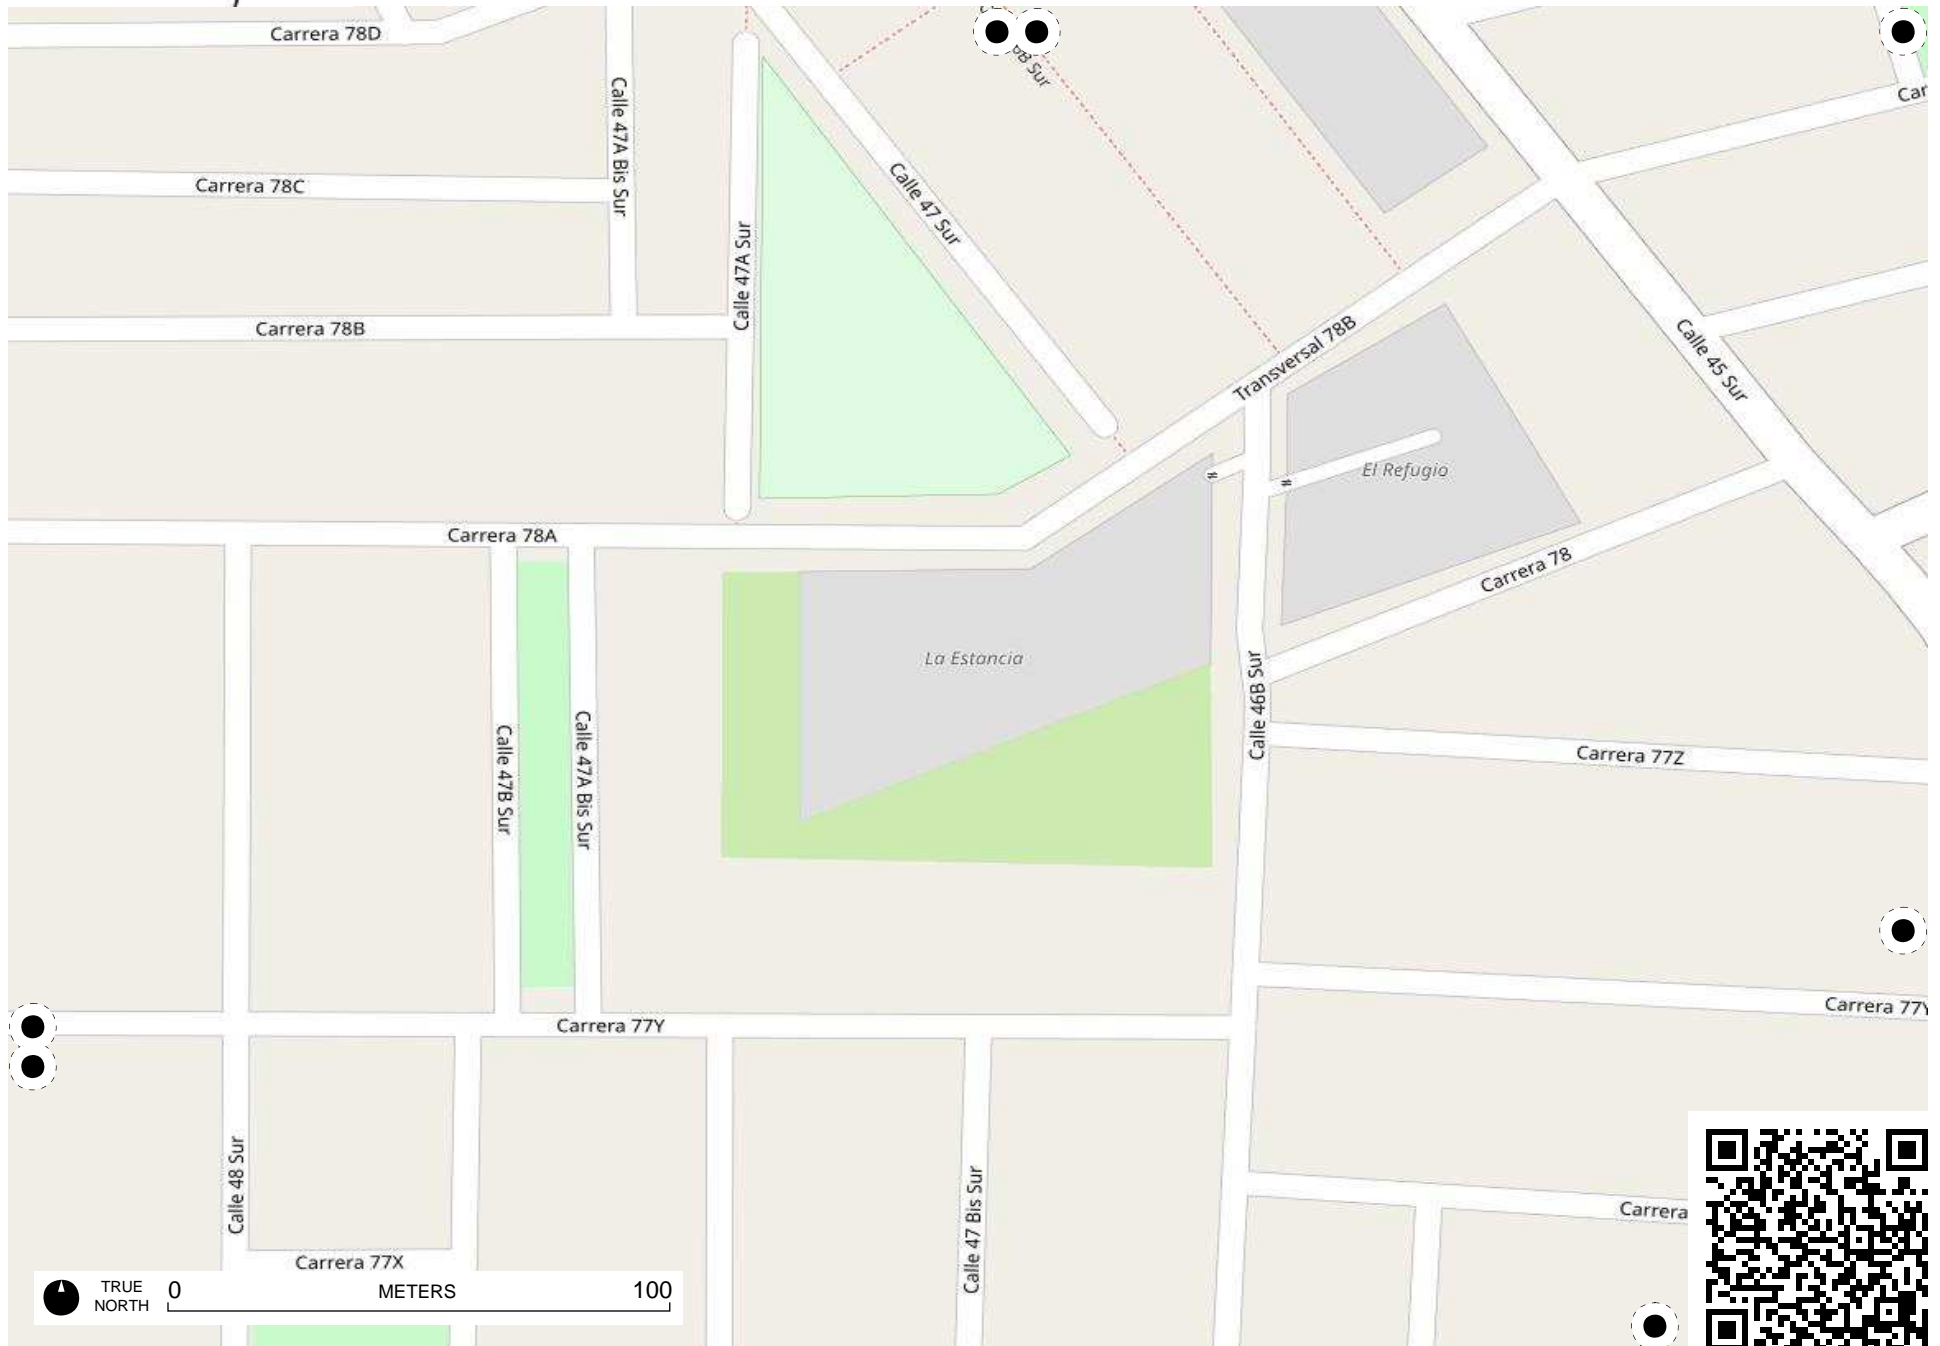 Carrera 78D
8B Sur
Car
Calle 47A Bis Sur
Carrera 78C
Calle 47 Sur
Calle 47A Sur
Carrera 78B
Transversal 78B
Calle 45 Sur
El Refugio
Carrera 78A
Carrera 78
La Estancia
Calle 46B Sur
Calle 47B Sur
Calle 47A Bis Sur
Carrera 77Z
Carrera 77Y
Carrera 77Y
Calle 48 Sur
Calle 47 Bis Sur
Carrera
Carrera 77X
TRUE NORTH
0 METERS 100